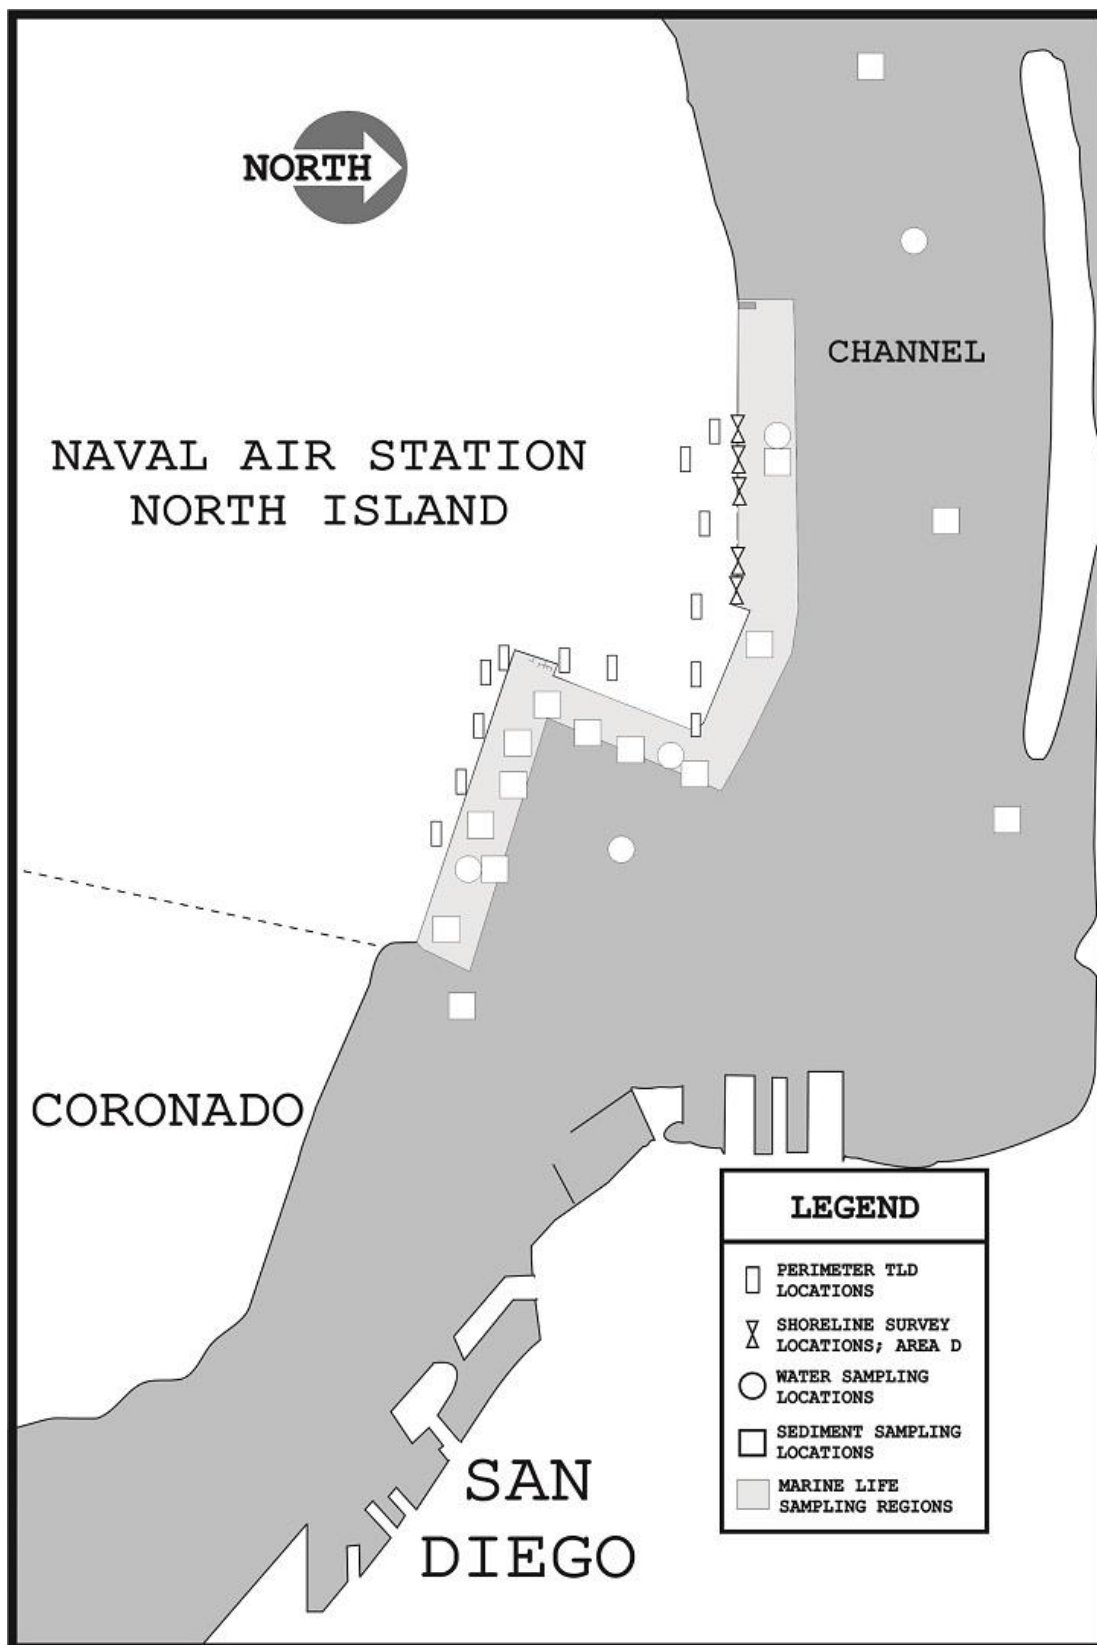 NORTH
CHANNEL
NAVAL AIR STATION
NORTH ISLAND
CORONADO
SAN
DIEGO
LEGEND
PERIMETER TLD
LOCATIONS
SHORELINE SURVEY
LOCATIONS; AREA D
WATER SAMPLING
LOCATIONS
SEDIMENT SAMPLING
LOCATIONS
MARINE LIFE
SAMPLING REGIONS